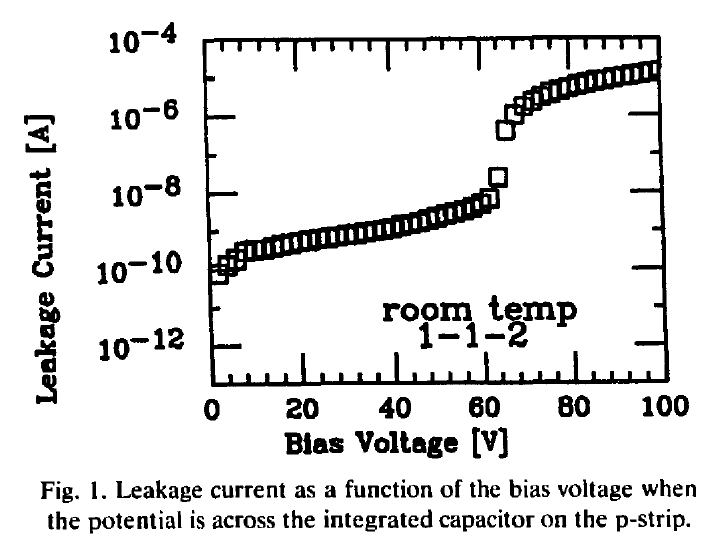 10−4
10−6
10−8
10−10
10−12
Leakage Current [A]
room temp
1−1−2
0 20 40 60 80 100
Bias Voltage [V]
Fig. 1. Leakage current as a function of the bias voltage when
the potential is across the integrated capacitor on the p-strip.